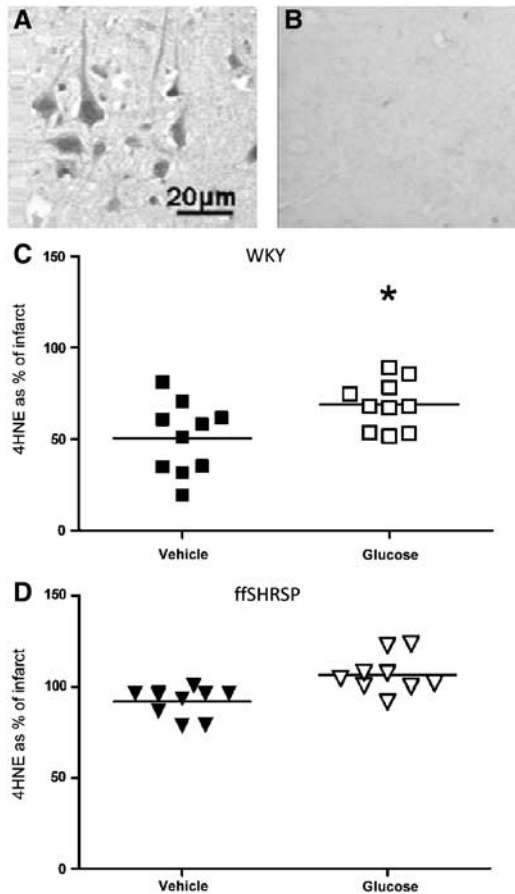 A
B
20µm
C
WKY
4HNE as % of infarct
150
100
50
0
*
Vehicle
Glucose
D
ffSHRSP
4HNE as % of infarct
150
100
50
0
Vehicle
Glucose